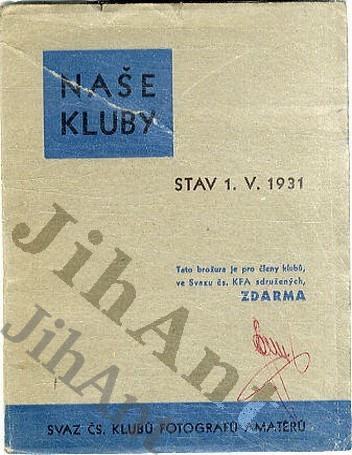 NAŠE
KLUBY
STAV 1. V. 1931
Tato brožura je pro členy klubů,
ve Svazu čs. KFA sdružených,
ZDARMA
JihAnt
JihAnt
SVAZ ČS. KLUBŮ FOTOGRAFŮ AMATÉRŮ